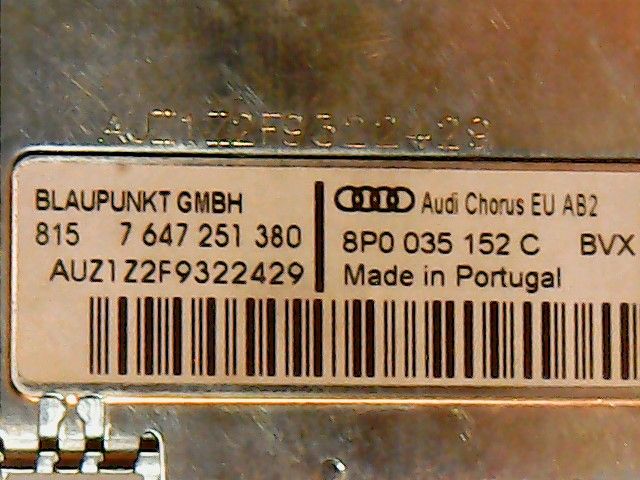 AUZ1Z2F9322429
BLAUPUNKT GMBH
815 7 647 251 380
AUZ1Z2F9322429
Audi Chorus EU AB2
8P0 035 152 C BVX
Made in Portugal